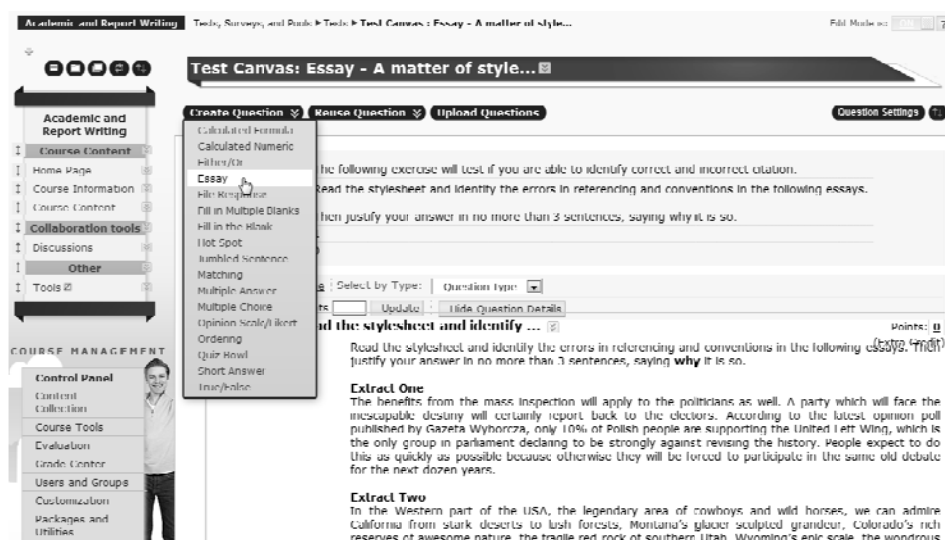 Academic and Report Writing Tests, Surveys, and Pools Tests Test Canvas : Essay - A matter of style... Edit Mode is: ON ?
Test Canvas: Essay - A matter of style...
Create Question Reuse Question Upload Questions Question Settings
Calculated Formula
Calculated Numeric
Either/Or
Essay
File Response
Fill in Multiple Blanks
Fill in the Blank
Hot Spot
Jumbled Sentence
Matching
Multiple Answer
Multiple Choice
Opinion Scale/Likert
Ordering
Quiz Bowl
Short Answer
True/False
Academic and
Report Writing
Course Content
Home Page
Course Information
Course Content
Collaboration tools
Discussions
Other
Tools
COURSE MANAGEMENT
Control Panel
Content
Collection
Course Tools
Evaluation
Grade Center
Users and Groups
Customization
Packages and
Utilities
he following exercise will test if you are able to identify correct and incorrect citation.
Read the stylesheet and identify the errors in referencing and conventions in the following essays.
hen justify your answer in no more than 3 sentences, saying why it is so.
Select by Type: Question Type
ts Update Hide Question Details
ad the stylesheet and identify ... Points: 0
(Extra Credit)
Read the stylesheet and identify the errors in referencing and conventions in the following essays. Then
justify your answer in no more than 3 sentences, saying why it is so.
Extract One
The benefits from the mass inspection will apply to the politicians as well. A party which will face the
inescapable destiny will certainly report back to the electors. According to the latest opinion poll
published by Gazeta Wyborcza, only 10% of Polish people are supporting the United Left Wing, which is
the only group in parliament declaring to be strongly against revising the history. People expect to do
this as quickly as possible because otherwise they will be forced to participate in the same old debate
for the next dozen years.
Extract Two
In the Western part of the USA, the legendary area of cowboys and wild horses, we can admire
California from stark deserts to lush forests, Montana's glacier sculpted grandeur, Colorado's rich
reserves of awesome nature, the fragile red rock of southern Utah, Wyoming's epic scale, the wondrous